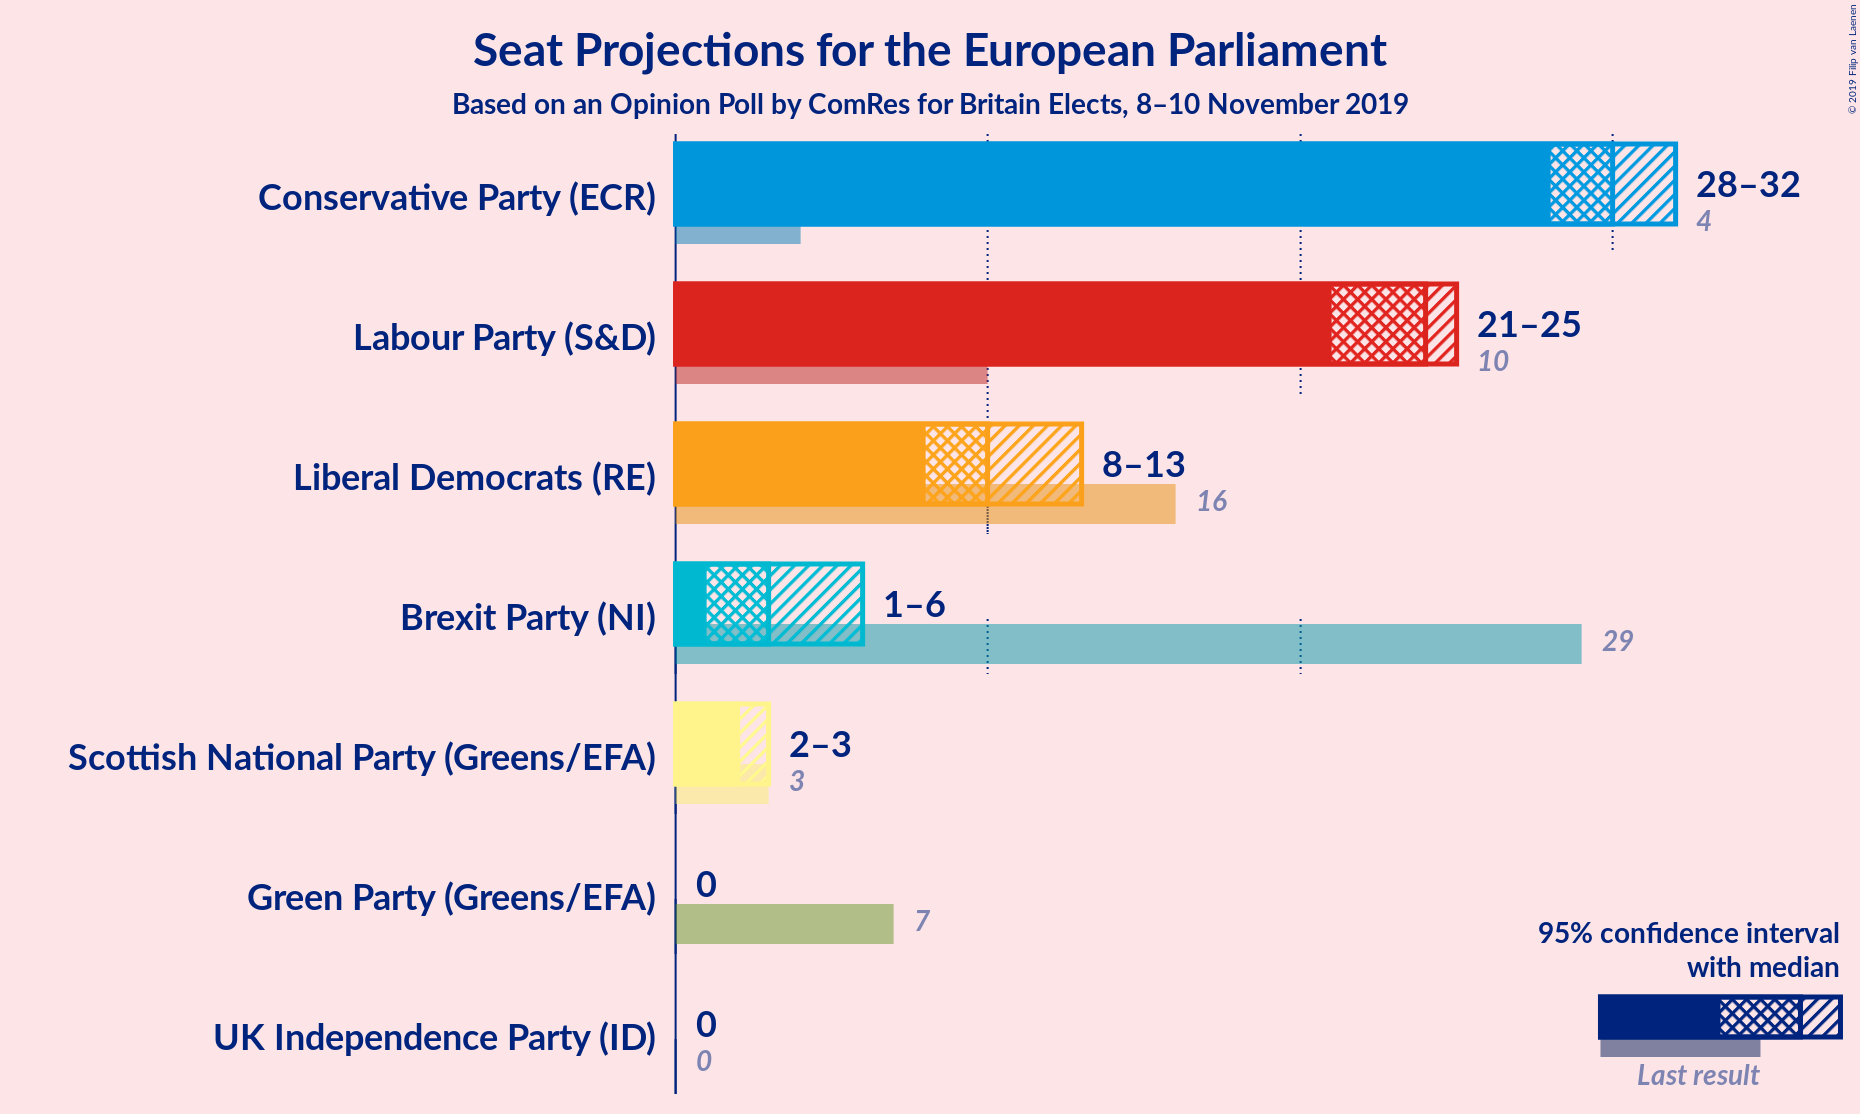 Seat Projections for the European Parliament
Based on an Opinion Poll by ComRes for Britain Elects, 8–10 November 2019
© 2019 Filip van Laenen
Conservative Party (ECR)
28–32
4
Labour Party (S&D)
21–25
10
Liberal Democrats (RE)
8–13
16
Brexit Party (NI)
1–6
29
Scottish National Party (Greens/EFA)
2–3
3
Green Party (Greens/EFA)
0
7
UK Independence Party (ID)
0
0
95% confidence interval
with median
Last result